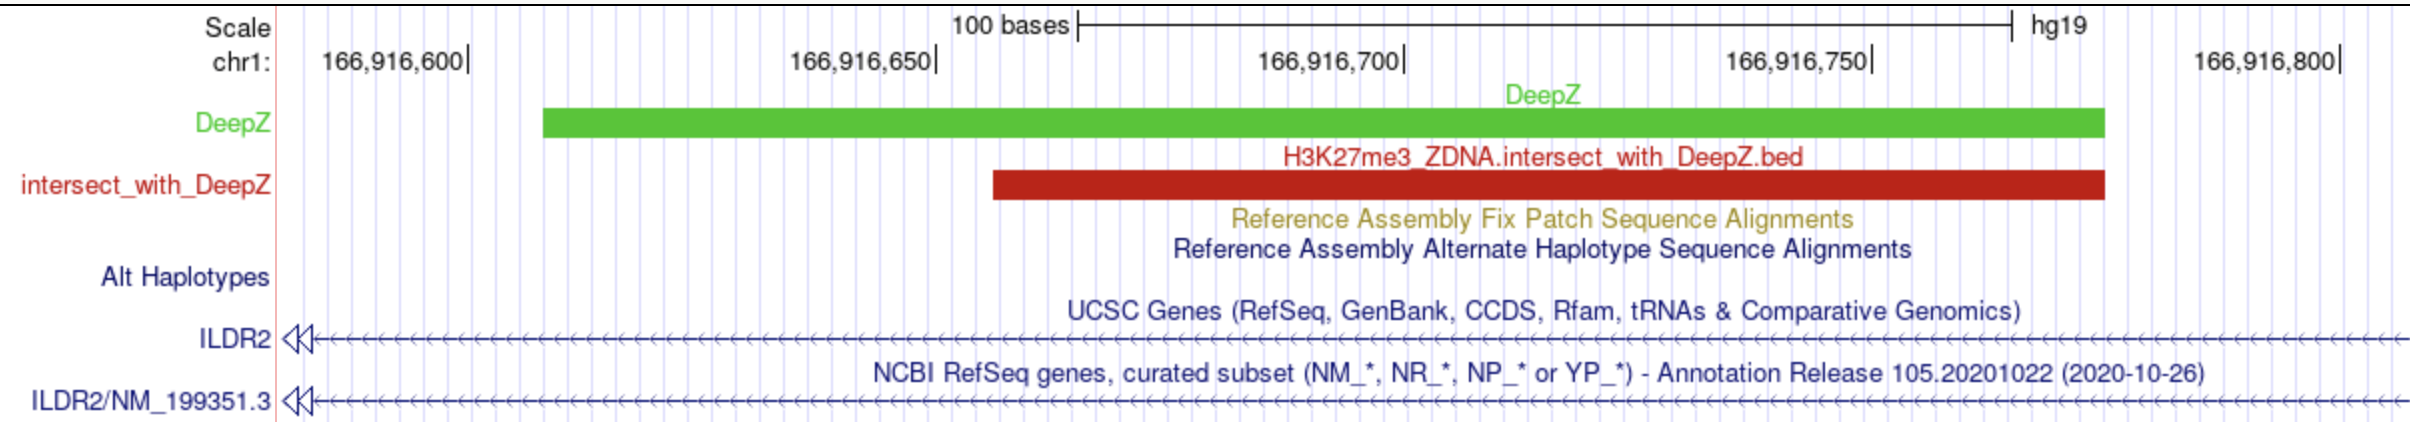 Scale 100 bases hg19
chr1: 166,916,600 166,916,650 166,916,700 166,916,750 166,916,800
DeepZ
DeepZ
H3K27me3_ZDNA.intersect_with_DeepZ.bed
intersect_with_DeepZ
Reference Assembly Fix Patch Sequence Alignments
Reference Assembly Alternate Haplotype Sequence Alignments
Alt Haplotypes
UCSC Genes (RefSeq, GenBank, CCDS, Rfam, tRNAs & Comparative Genomics)
ILDR2
NCBI RefSeq genes, curated subset (NM_*, NR_*, NP_* or YP_*) - Annotation Release 105.20201022 (2020-10-26)
ILDR2/NM_199351.3